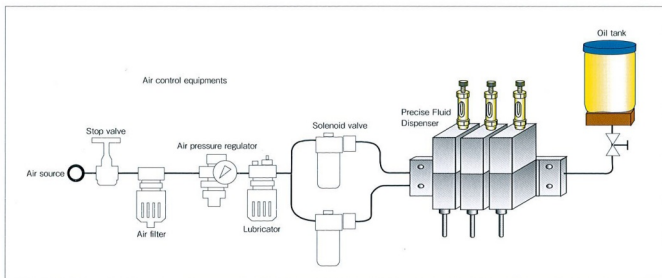 Oil tank
Air control equipments
Precise Fluid
Dispenser
Solenoid valve
Stop valve
Air pressure regulator
Air source
Air filter
Lubricator